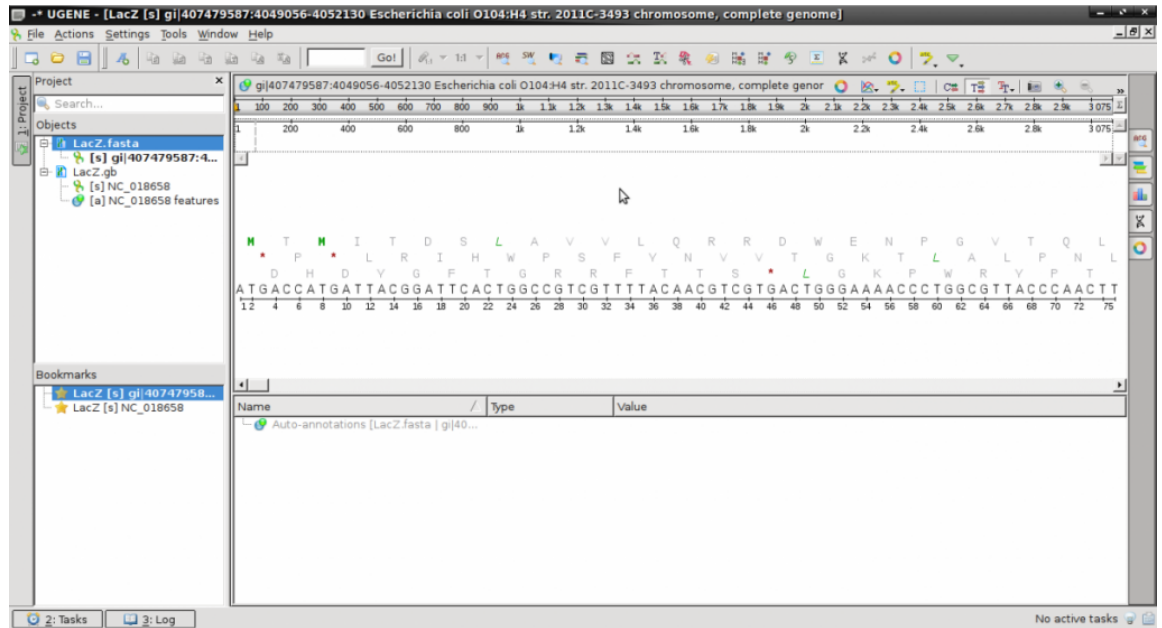 -* UGENE - [LacZ [s] gi|407479587:4049056-4052130 Escherichia coli O104:H4 str. 2011C-3493 chromosome, complete genome]
File Actions Settings Tools Window Help
Go!
1: Project
Project
Search...
Objects
LacZ.fasta
[s] gi|407479587:4...
LacZ.gb
[s] NC_018658
[a] NC_018658 features
Bookmarks
LacZ [s] gi|40747958...
LacZ [s] NC_018658
gi|407479587:4049056-4052130 Escherichia coli O104:H4 str. 2011C-3493 chromosome, complete genor
1 100 200 300 400 500 600 700 800 900 1k 1.1k 1.2k 1.3k 1.4k 1.5k 1.6k 1.7k 1.8k 1.9k 2k 2.1k 2.2k 2.3k 2.4k 2.5k 2.6k 2.7k 2.8k 2.9k 3 075
1 200 400 600 800 1k 1.2k 1.4k 1.6k 1.8k 2k 2.2k 2.4k 2.6k 2.8k 3 075
M T M I T D S L A V V L Q R R D W E N P G V T Q L
* P * L R I H W P S F Y N V V T G K T L A L P N L
D H D Y G F T G R R F T T S * L G K P W R Y P T
ATGACCATGATTACGGATTCACTGGCCGTCGTTTTACAACGTCGTGACTGGGAAAACCCTGGCGTTACCCAACTT
1 2 4 6 8 10 12 14 16 18 20 22 24 26 28 30 32 34 36 38 40 42 44 46 48 50 52 54 56 58 60 62 64 66 68 70 72 75
Name / Type Value
Auto-annotations [LacZ.fasta | gi|40...
2: Tasks 3: Log No active tasks